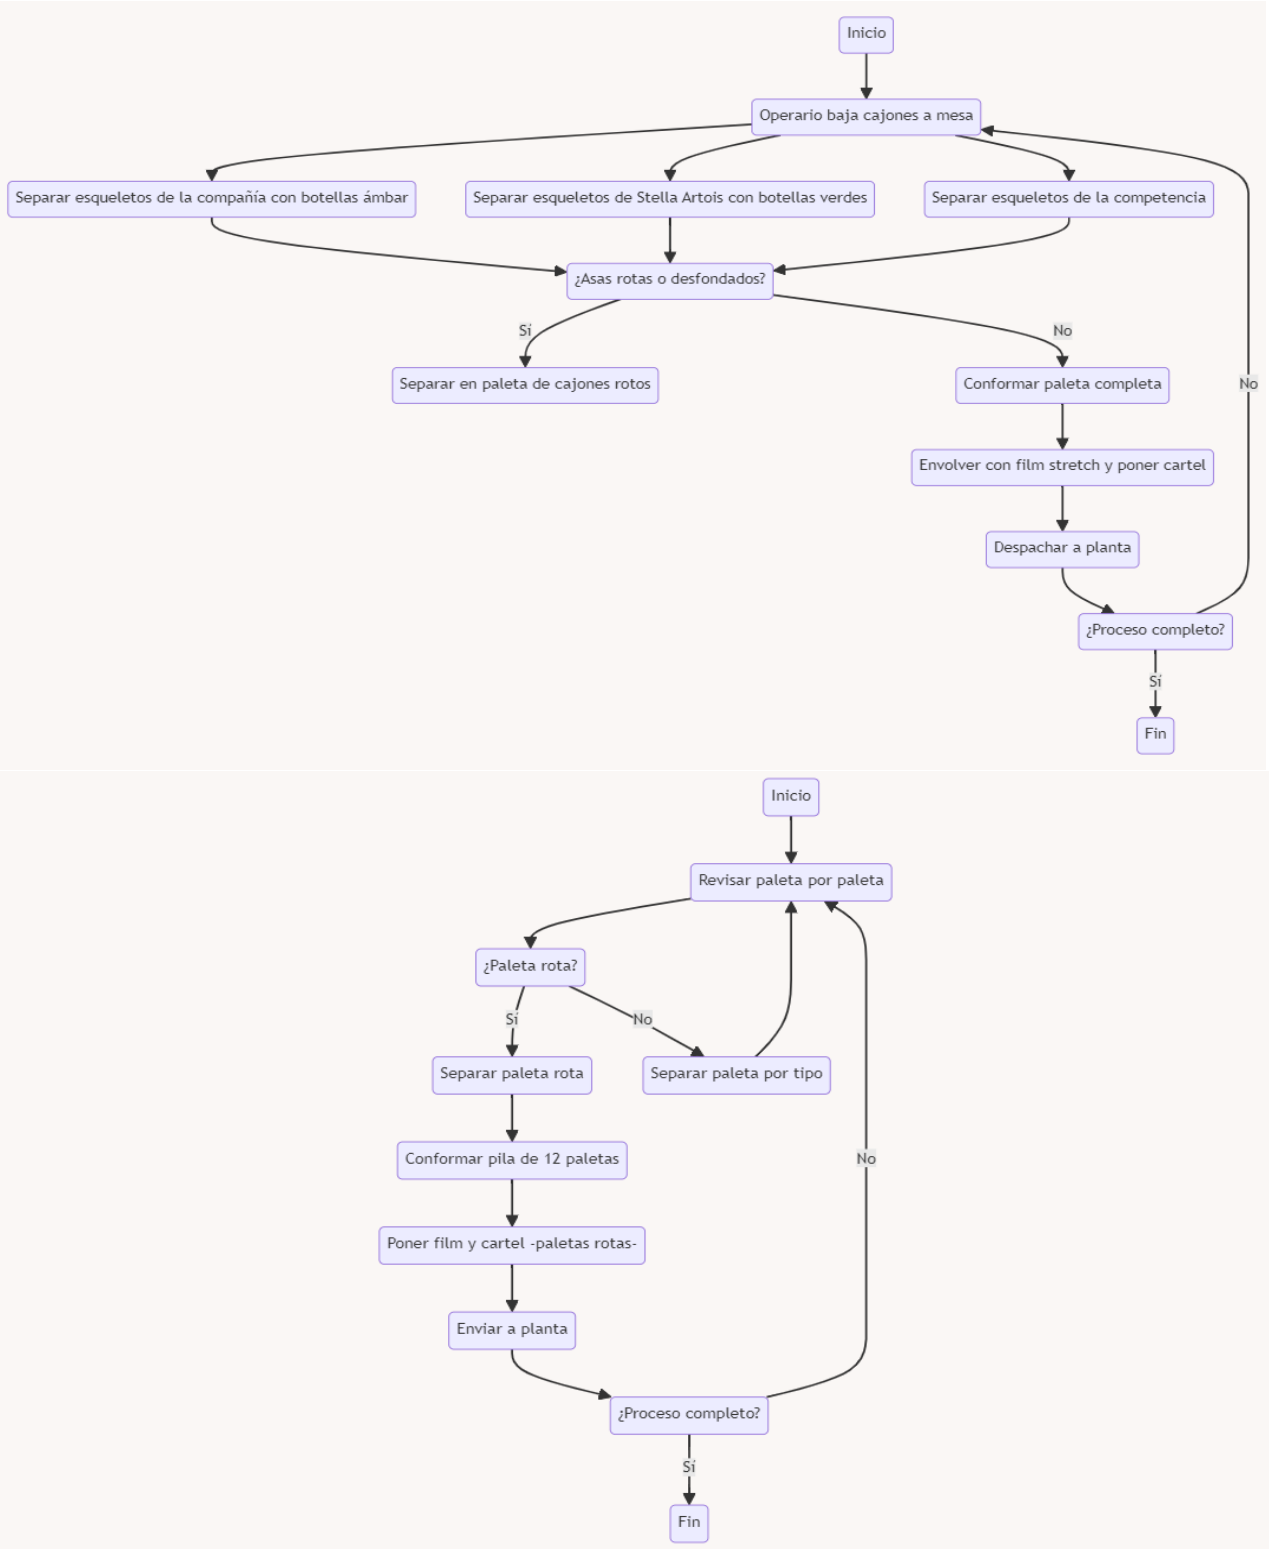 Inicio
Operario baja cajones a mesa
Separar esqueletos de la compañía con botellas ámbar
Separar esqueletos de Stella Artois con botellas verdes
Separar esqueletos de la competencia
¿Asas rotas o desfondados?
Sí
No
Separar en paleta de cajones rotos
Conformar paleta completa
No
Envolver con film stretch y poner cartel
Despachar a planta
¿Proceso completo?
Sí
Fin
Inicio
Revisar paleta por paleta
¿Paleta rota?
Sí
No
Separar paleta rota
Separar paleta por tipo
Conformar pila de 12 paletas
No
Poner film y cartel -paletas rotas-
Enviar a planta
¿Proceso completo?
Sí
Fin